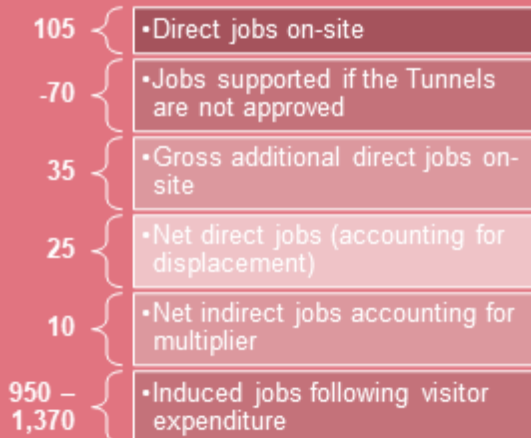 105
•Direct jobs on-site
-70
•Jobs supported if the Tunnels
are not approved
35
•Gross additional direct jobs on-
site
25
•Net direct jobs (accounting for
displacement)
10
•Net indirect jobs accounting for
multiplier
950 –
1,370
•Induced jobs following visitor
expenditure